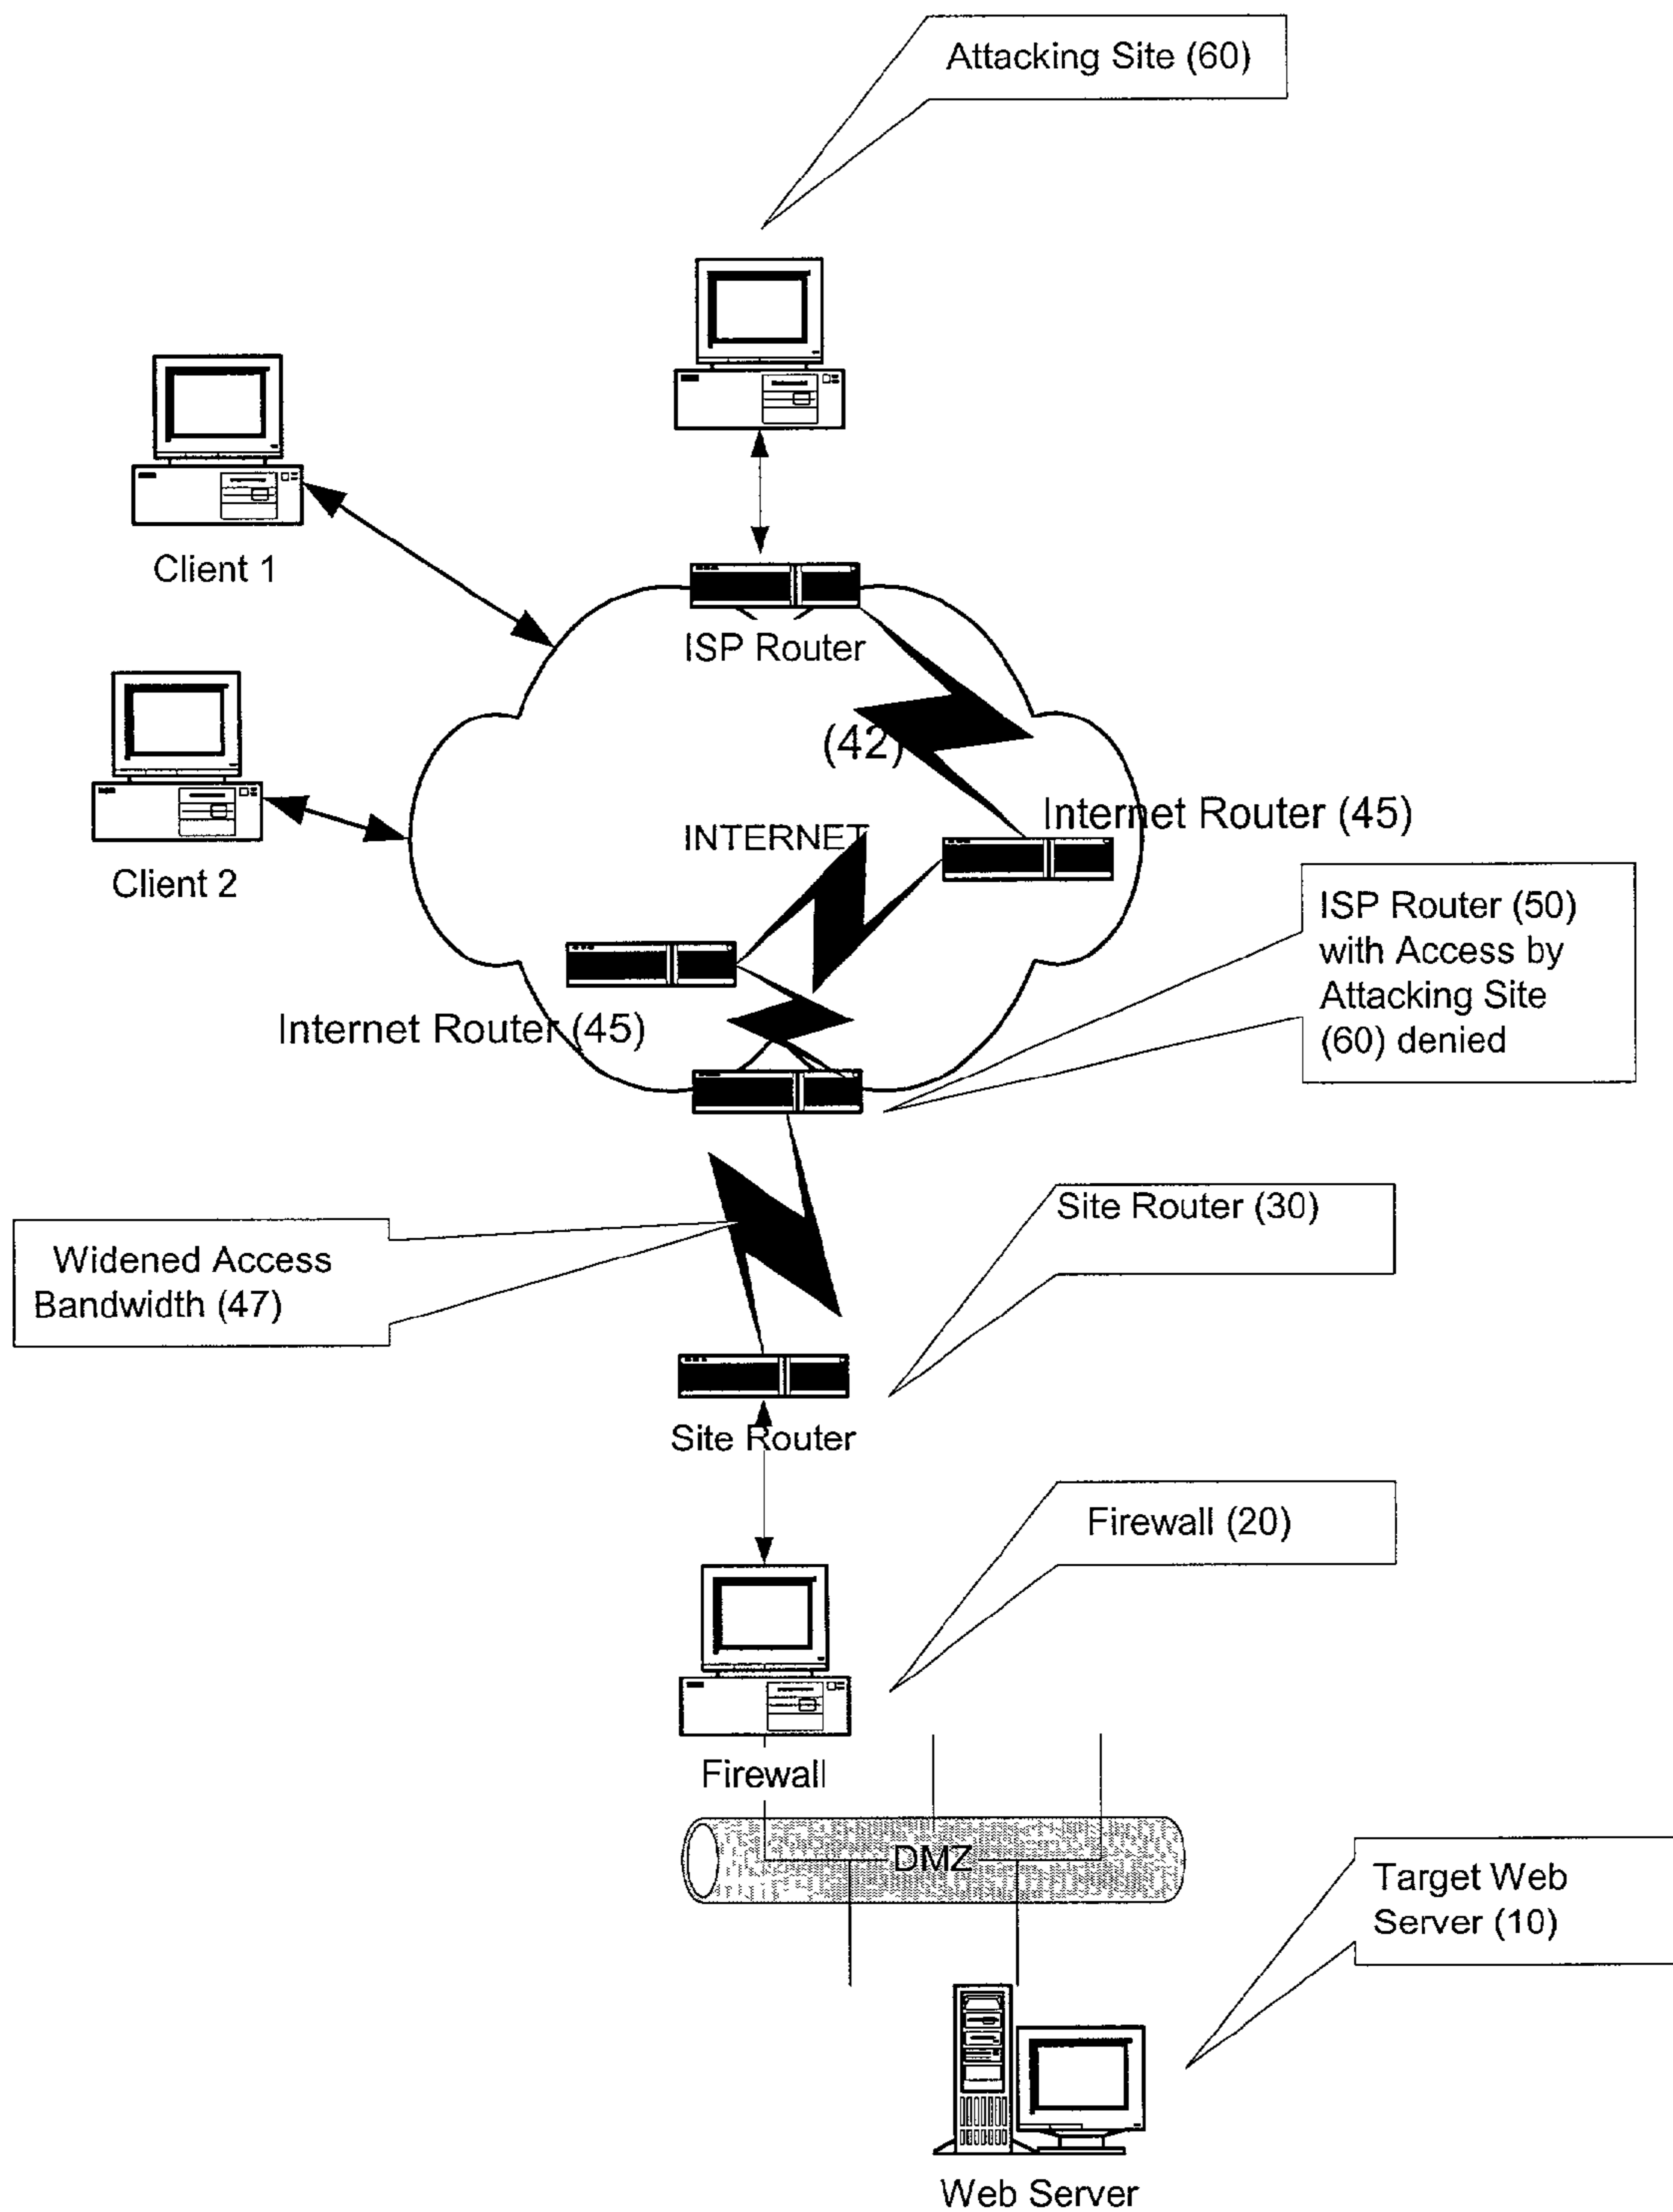 Attacking Site (60)
Client 1
ISP Router
(42)
Internet Router (45)
INTERNET
Client 2
ISP Router (50)
with Access by
Attacking Site
(60) denied
Internet Router (45)
Site Router (30)
Widened Access
Bandwidth (47)
Site Router
Firewall (20)
Firewall
DMZ
Target Web
Server (10)
Web Server